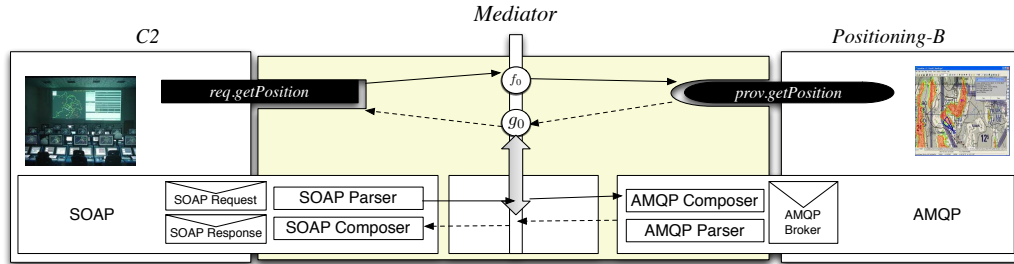 Mediator
C2
Positioning-B
req.getPosition
f0
prov.getPosition
g0
SOAP
SOAP Request
SOAP Parser
SOAP Response
SOAP Composer
AMQP Composer
AMQP Parser
AMQP
Broker
AMQP